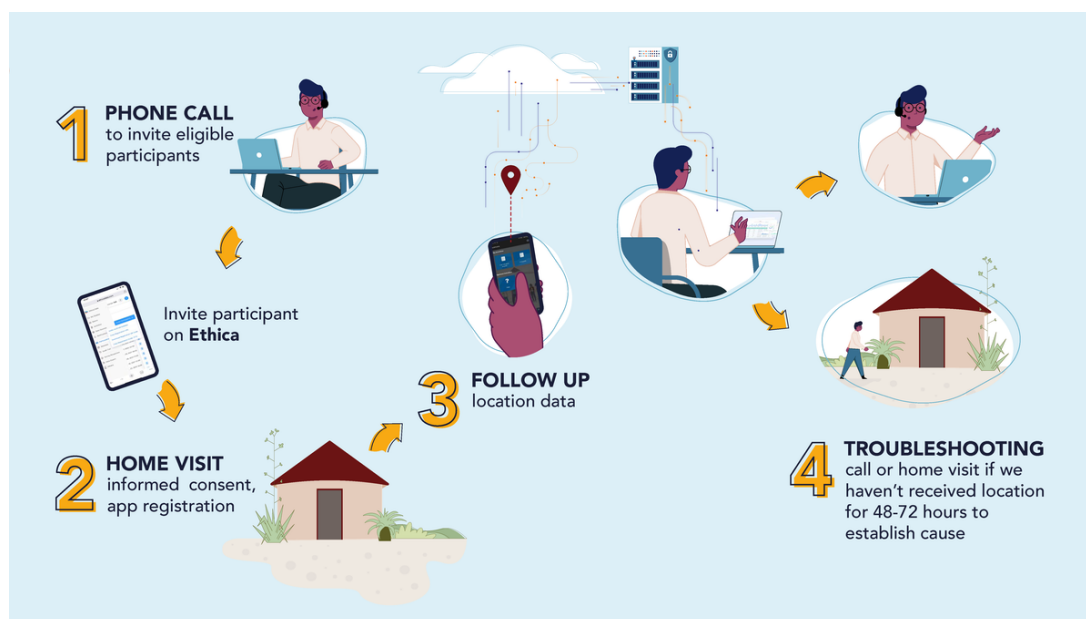 1 PHONE CALL
to invite eligible
participants
Invite participant
on Ethica
2 HOME VISIT
informed consent,
app registration
3 FOLLOW UP
location data
4 TROUBLESHOOTING
call or home visit if we
haven't received location
for 48-72 hours to
establish cause